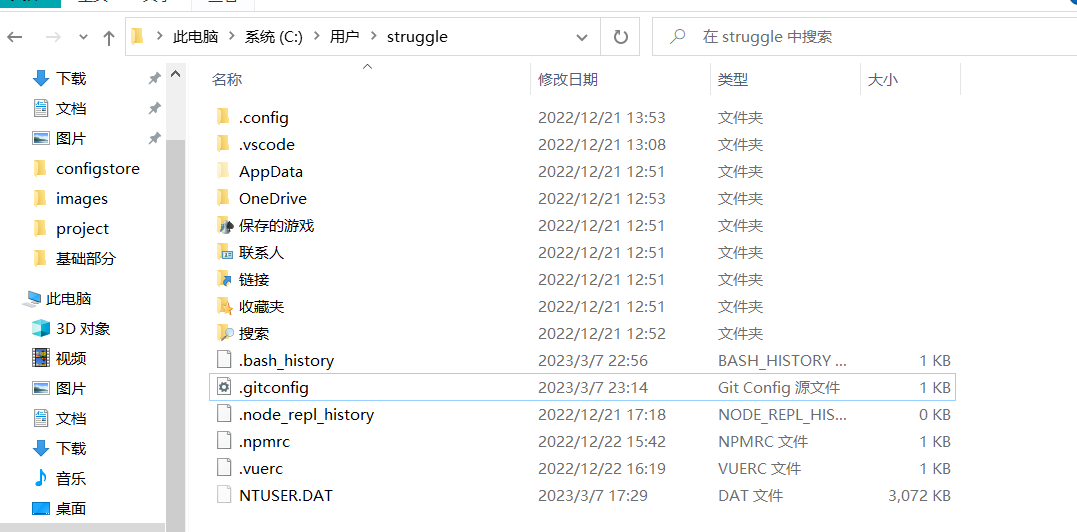 此电脑 系统 (C:) 用户 struggle 在 struggle 中搜索
名称 修改日期 类型 大小
下载
文档
图片
configstore
images
project
基础部分
此电脑
3D 对象
视频
图片
文档
下载
音乐
桌面
.config 2022/12/21 13:53 文件夹
.vscode 2022/12/21 13:08 文件夹
AppData 2022/12/21 12:51 文件夹
OneDrive 2022/12/21 12:53 文件夹
保存的游戏 2022/12/21 12:51 文件夹
联系人 2022/12/21 12:51 文件夹
链接 2022/12/21 12:51 文件夹
收藏夹 2022/12/21 12:51 文件夹
搜索 2022/12/21 12:52 文件夹
.bash_history 2023/3/7 22:56 BASH_HISTORY ... 1 KB
.gitconfig 2023/3/7 23:14 Git Config 源文件 1 KB
.node_repl_history 2022/12/21 17:18 NODE_REPL_HIS... 0 KB
.npmrc 2022/12/22 15:42 NPMRC 文件 1 KB
.vuerc 2022/12/22 16:19 VUERC 文件 1 KB
NTUSER.DAT 2023/3/7 17:29 DAT 文件 3,072 KB